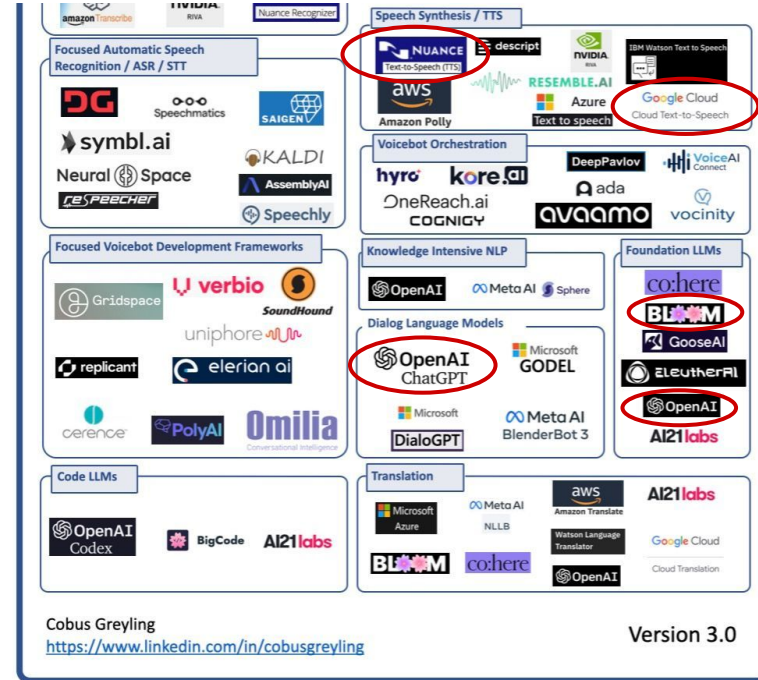 amazon Transcribe
NVIDIA.
RIVA
Nuance Recognizer
Focused Automatic Speech
Recognition / ASR / STT
DG
Speechmatics
SAIGEN
symbl.ai
KALDI
Neural Space
AssemblyAI
reSpeecher
Speechly
Speech Synthesis / TTS
NUANCE
Text-to-Speech (TTS)
descript
NVIDIA.
RIVA
IBM Watson Text to Speech
aws
Amazon Polly
RESEMBLE.AI
Azure
Text to speech
Google Cloud
Cloud Text-to-Speech
Voicebot Orchestration
hyro
kore.ai
DeepPavlov
VoiceAI
Connect
OneReach.ai
ada
COGNIGY
avaamo
vocinity
Focused Voicebot Development Frameworks
Gridspace
verbio
SoundHound
uniphore
replicant
elerian ai
cerence
PolyAI
Omilia
Conversational Intelligence
Knowledge Intensive NLP
OpenAI
Meta AI
Sphere
Dialog Language Models
OpenAI
ChatGPT
Microsoft
GODEL
Microsoft
DialoGPT
Meta AI
BlenderBot 3
Foundation LLMs
co:here
BLOOM
GooseAI
ELeutherAI
OpenAI
AI21labs
Code LLMs
OpenAI
Codex
BigCode
AI21labs
Translation
Microsoft
Azure
Meta AI
NLLB
aws
Amazon Translate
AI21labs
BLOOM
co:here
Watson Language
Translator
OpenAI
Google Cloud
Cloud Translation
Cobus Greyling
https://www.linkedin.com/in/cobusgreyling
Version 3.0